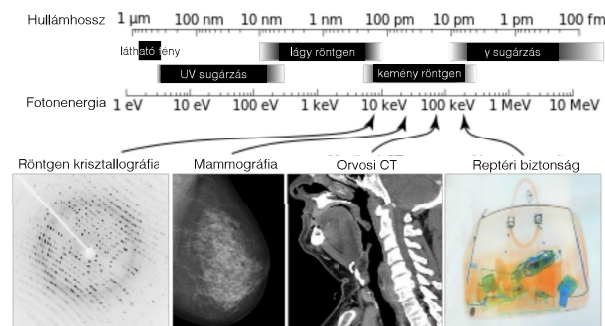 Hullámhossz 1 µm 100 nm 10 nm 1 nm 100 pm 10 pm 1 pm 100 fm
látható fény lágy röntgen γ sugárzás
UV sugárzás kemény röntgen
Fotonenergia 1 eV 10 eV 100 eV 1 keV 10 keV 100 keV 1 MeV 10 MeV
Röntgen krisztallográfia Mammográfia Orvosi CT Reptéri biztonság